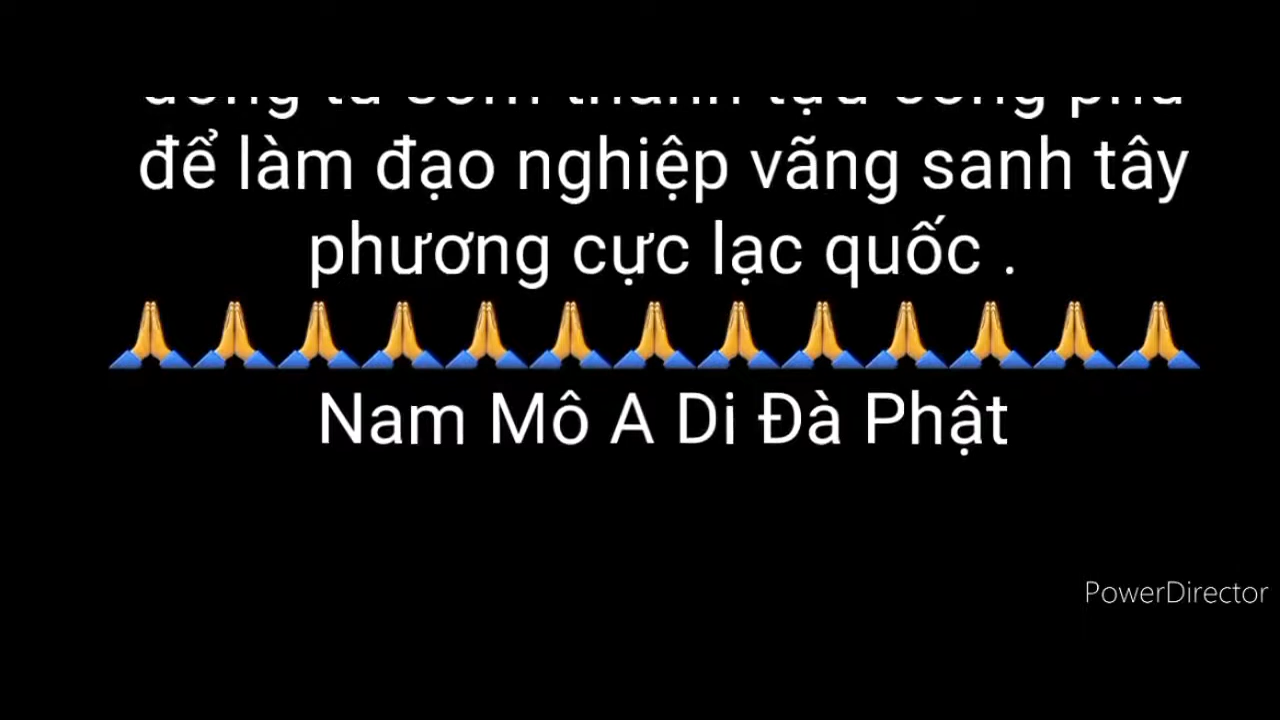 để làm đạo nghiệp vãng sanh tây
phương cực lạc quốc .
🙏🙏🙏🙏🙏🙏🙏🙏🙏🙏🙏🙏🙏
Nam Mô A Di Đà Phật
PowerDirector